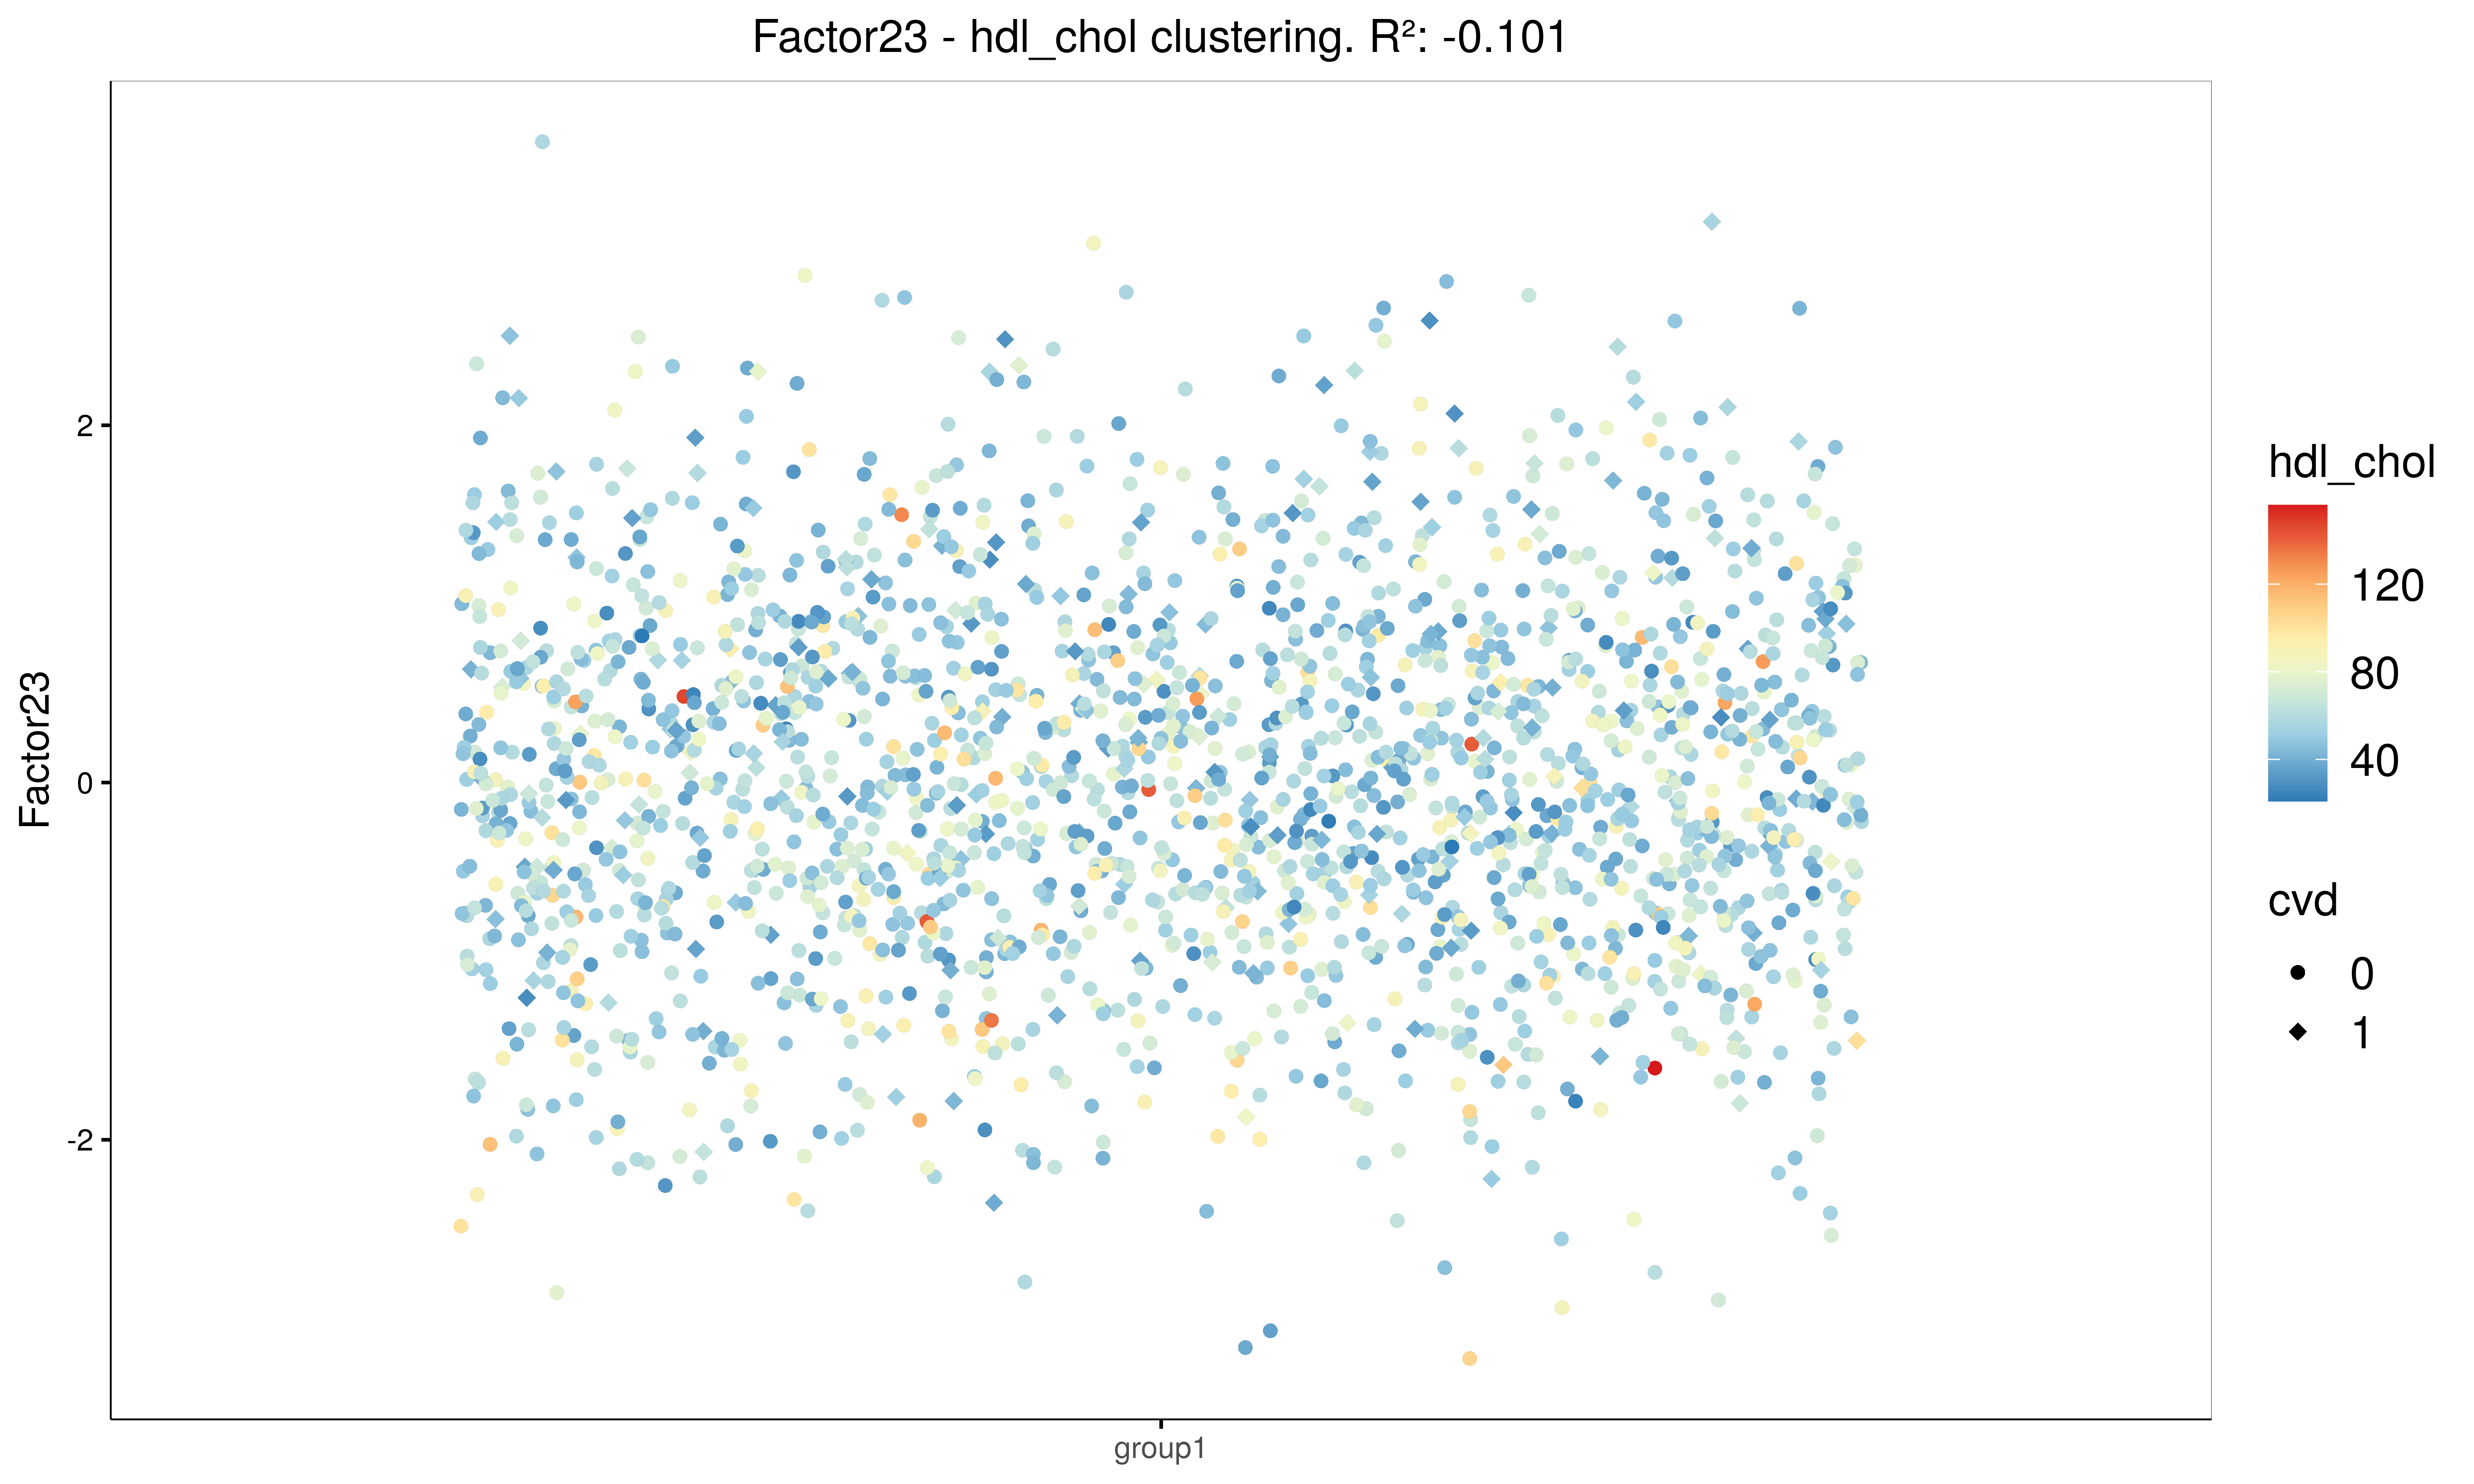 Factor23 - hdl_chol clustering. R²: -0.101
Factor23
2
0
-2
group1
hdl_chol
120
80
40
cvd
0
1